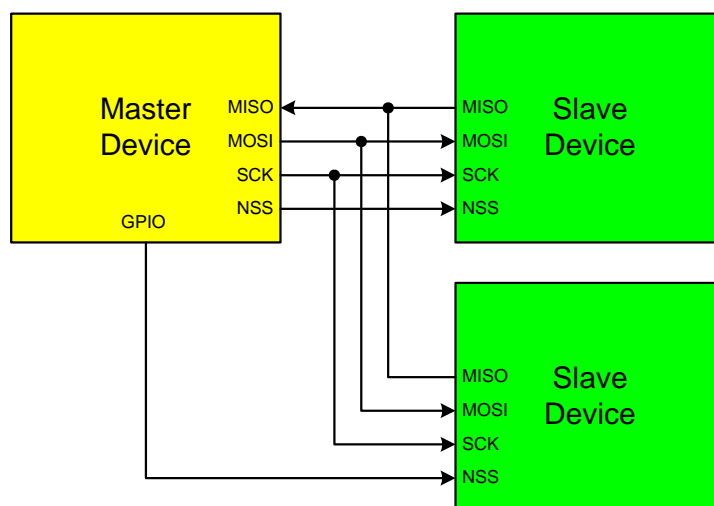 Master
Device
MISO
MOSI
SCK
NSS
GPIO
MISO
MOSI
SCK
NSS
Slave
Device
MISO
MOSI
SCK
NSS
Slave
Device